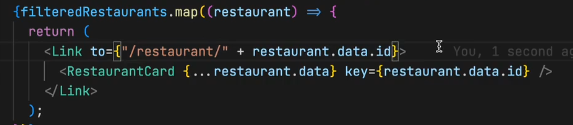 {filteredRestaurants.map((restaurant) => {
return (
<Link to={"/restaurant/" + restaurant.data.id}> You, 1 second ag
<RestaurantCard {...restaurant.data} key={restaurant.data.id} />
</Link>
);